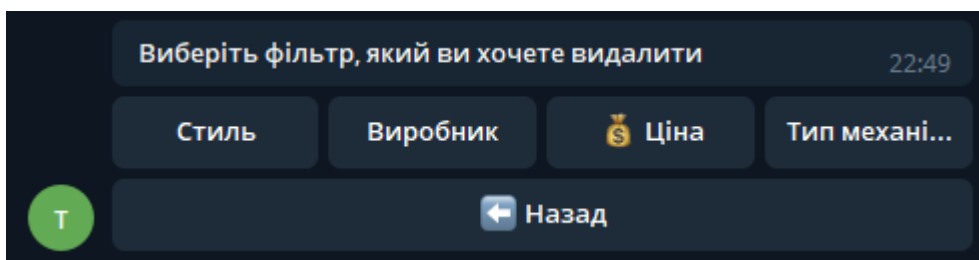 Виберіть фільтр, який ви хочете видалити
22:49
Стиль Виробник 💰 Ціна Тип механі...
⬅️ Назад
Т